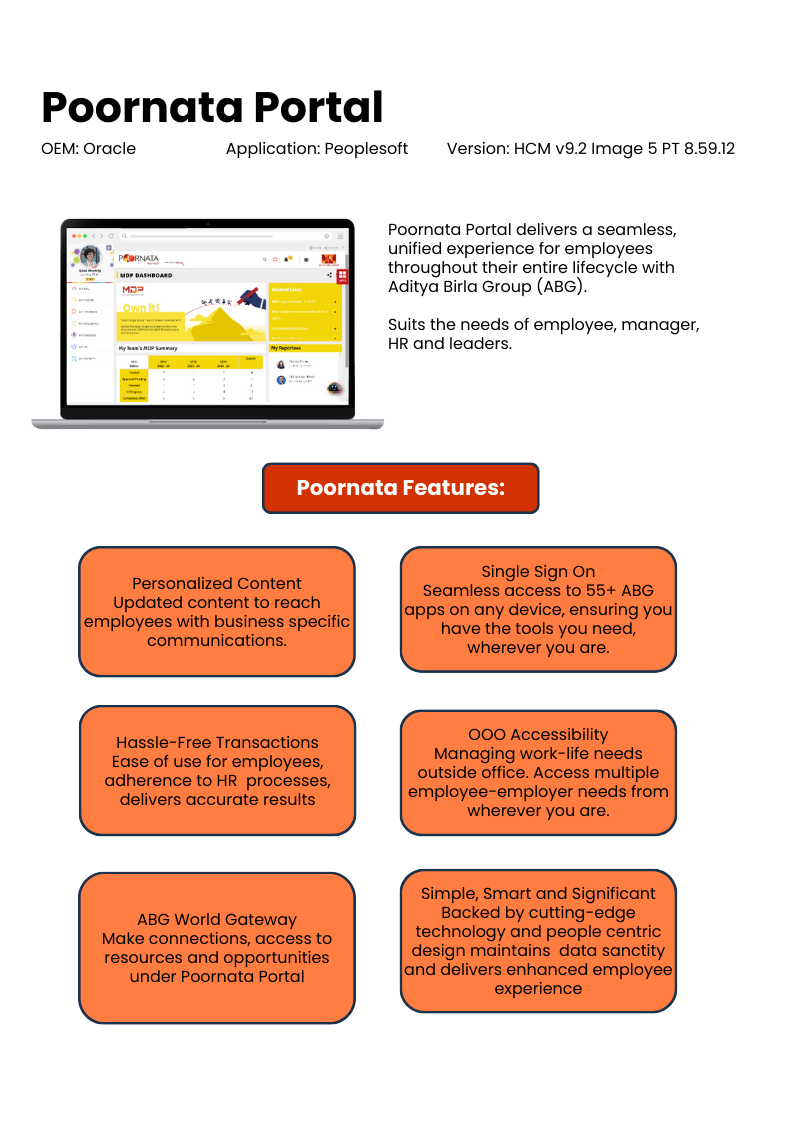 Poornata Portal
OEM: Oracle Application: Peoplesoft Version: HCM v9.2 Image 5 PT 8.59.12
POORNATA
MDP DASHBOARD
MDP
Own it!
Related Links
My Team's MDP Summary
My Reportees
Poornata Portal delivers a seamless,
unified experience for employees
throughout their entire lifecycle with
Aditya Birla Group (ABG).
Suits the needs of employee, manager,
HR and leaders.
Poornata Features:
Personalized Content
Updated content to reach
employees with business specific
communications.
Single Sign On
Seamless access to 55+ ABG
apps on any device, ensuring you
have the tools you need,
wherever you are.
Hassle-Free Transactions
Ease of use for employees,
adherence to HR  processes,
delivers accurate results
OOO Accessibility
Managing work-life needs
outside office. Access multiple
employee-employer needs from
wherever you are.
ABG World Gateway
Make connections, access to
resources and opportunities
under Poornata Portal
Simple, Smart and Significant
Backed by cutting-edge
technology and people centric
design maintains  data sanctity
and delivers enhanced employee
experience